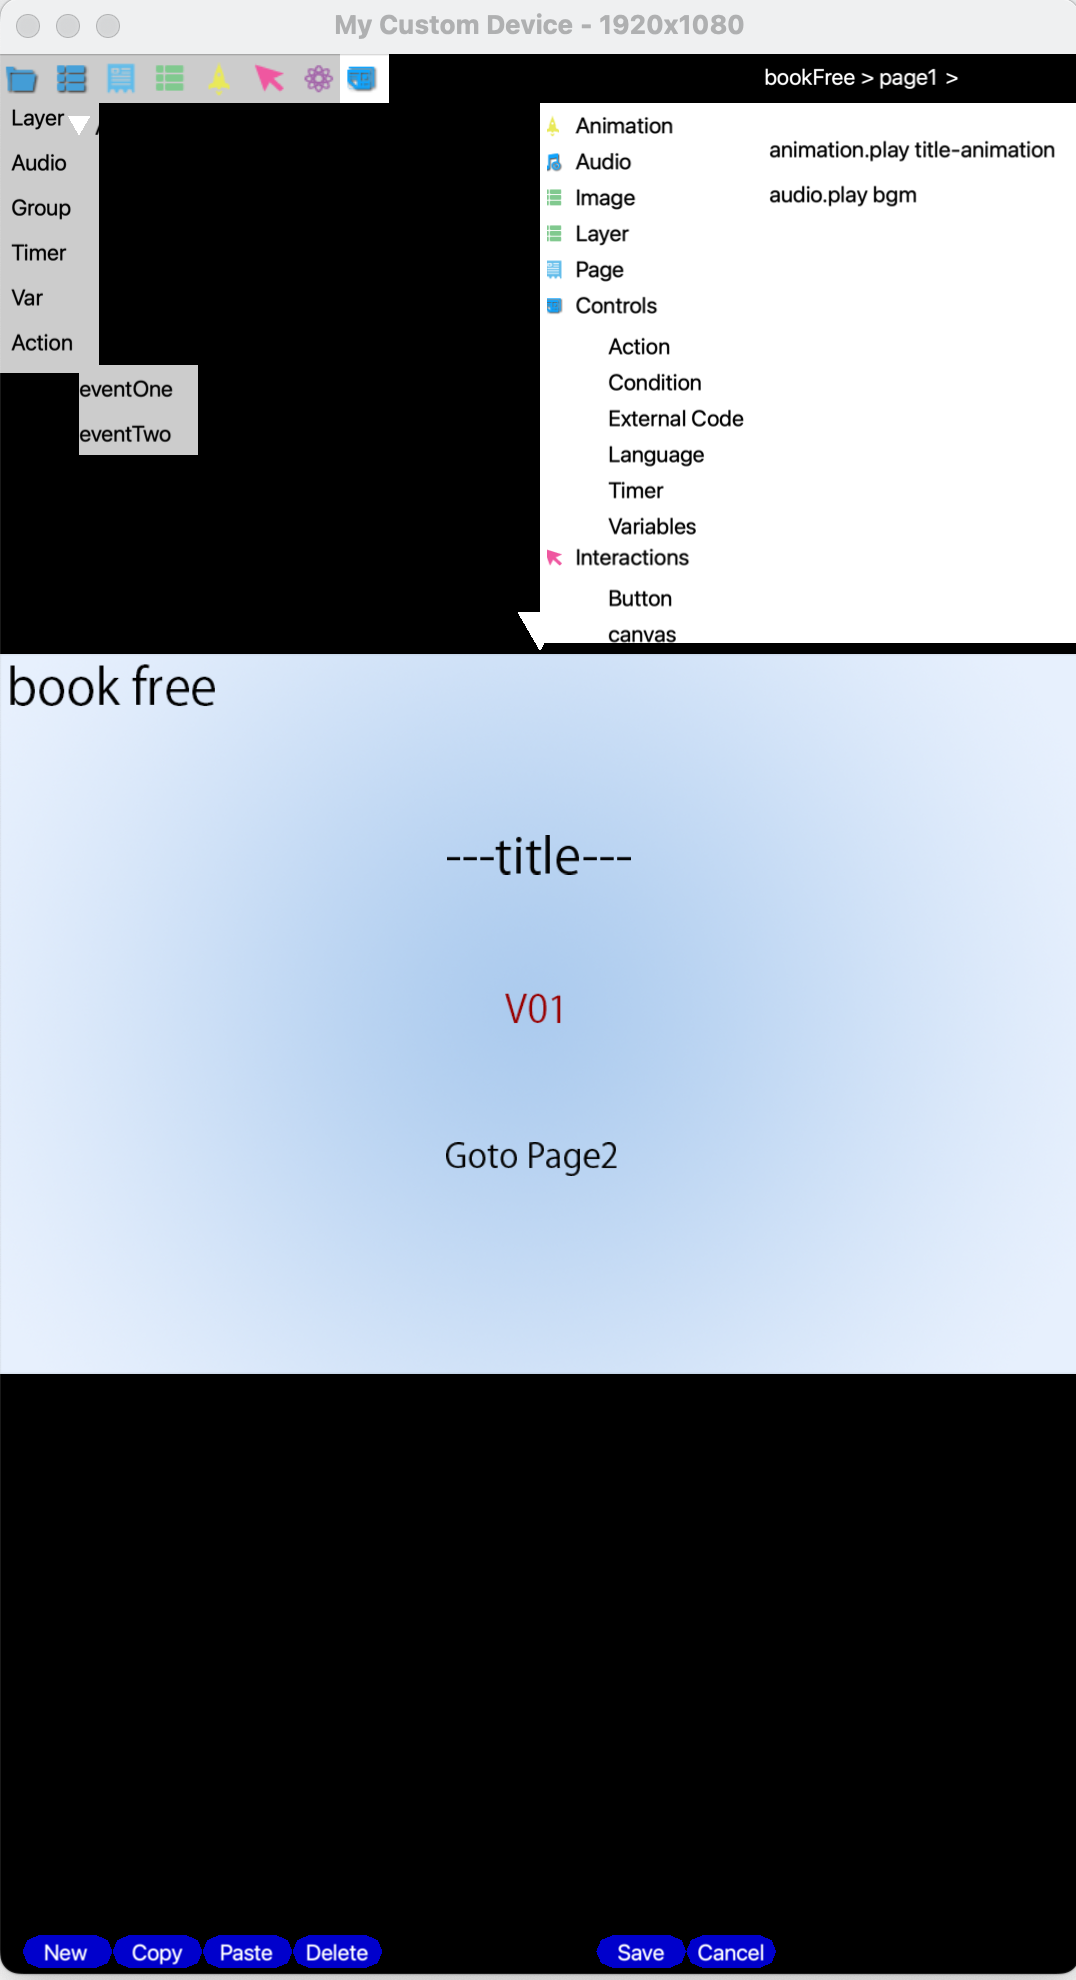 My Custom Device - 1920x1080
bookFree > page1 >
Layer
Audio
Group
Timer
Var
Action
eventOne
eventTwo
Animation
Audio
Image
Layer
Page
Controls
Action
Condition
External Code
Language
Timer
Variables
Interactions
Button
canvas
animation.play title-animation
audio.play bgm
book free
---title---
V01
Goto Page2
New Copy Paste Delete Save Cancel